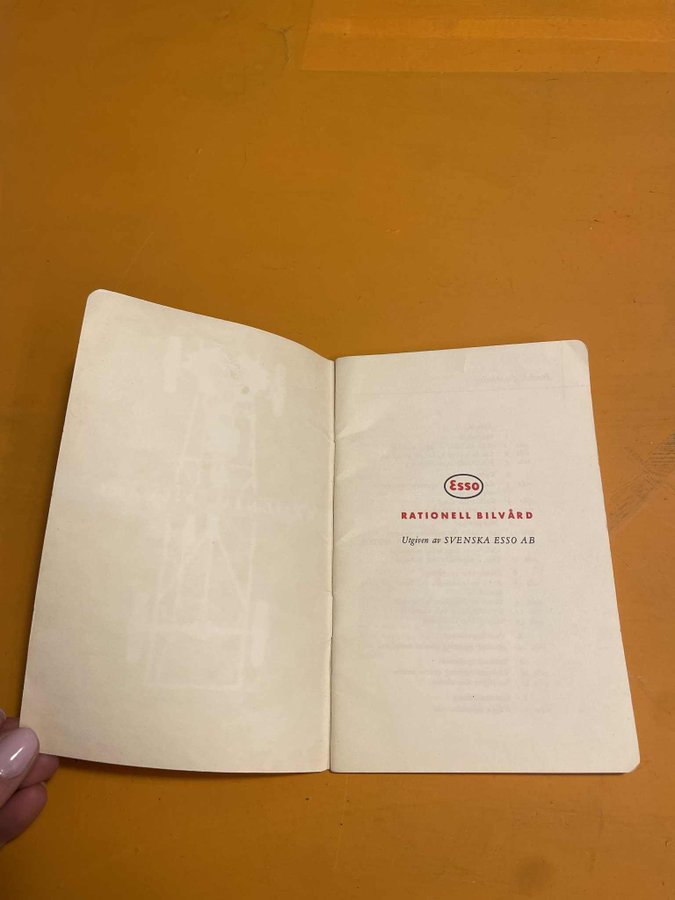 Esso
RATIONELL BILVÅRD
Utgiven av SVENSKA ESSO AB